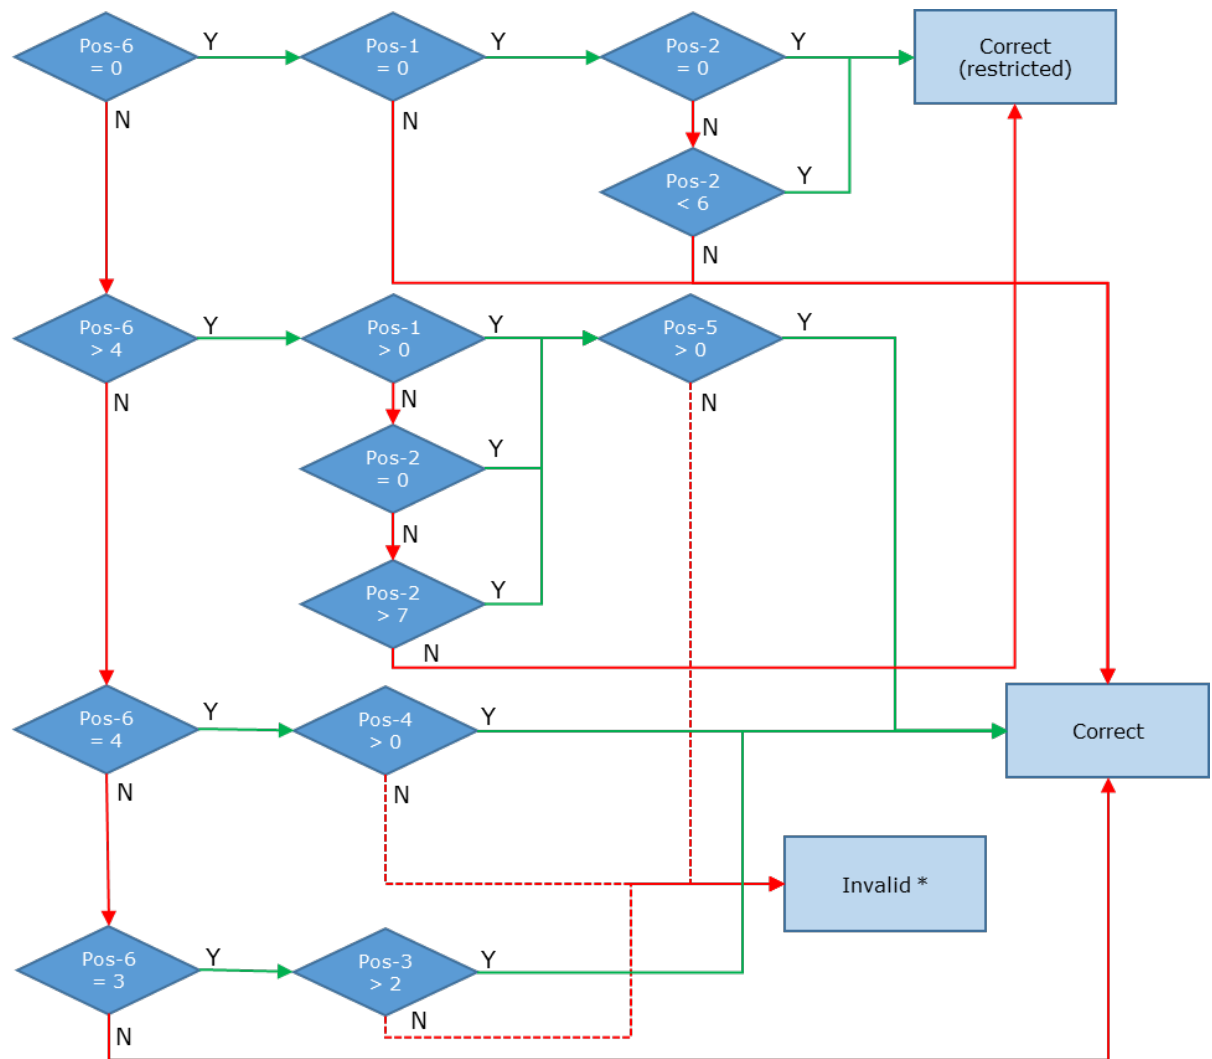 Pos-6
= 0
Y
Pos-1
= 0
Y
Pos-2
= 0
Y
Correct
(restricted)
N
N
N
Pos-2
< 6
Y
N
Pos-6
> 4
Y
Pos-1
> 0
Y
Pos-5
> 0
Y
N
N
N
Pos-2
= 0
Y
N
Pos-2
> 7
Y
N
Pos-6
= 4
Y
Pos-4
> 0
Y
Correct
N
N
Invalid *
Pos-6
= 3
Y
Pos-3
> 2
Y
N
N